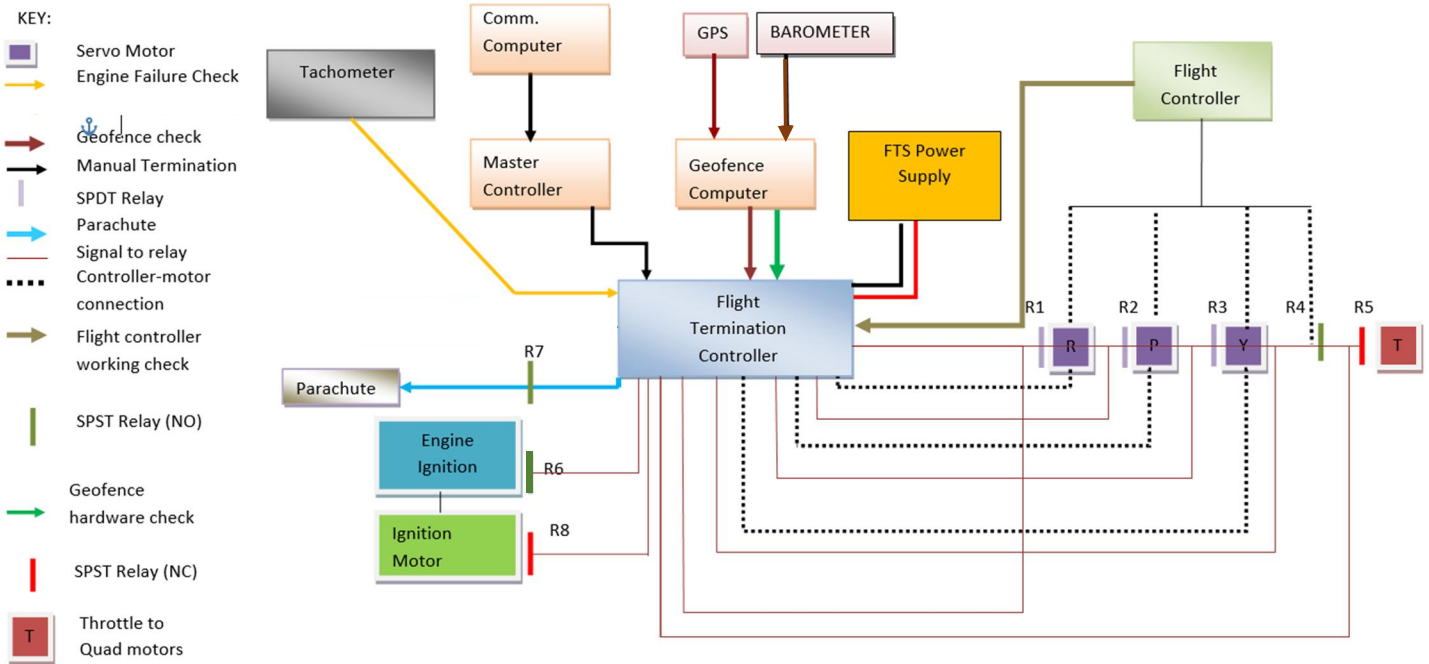 KEY:
Servo Motor
Engine Failure Check
Geofence check
Manual Termination
SPDT Relay
Parachute
Signal to relay
Controller-motor
connection
Flight controller
working check
SPST Relay (NO)
Geofence
hardware check
SPST Relay (NC)
T
Throttle to
Quad motors
Tachometer
Comm.
Computer
Master
Controller
GPS
BAROMETER
Geofence
Computer
FTS Power
Supply
Flight
Controller
Flight
Termination
Controller
R1
R2
R3
R4
R5
R
P
Y
T
R7
Parachute
Engine
Ignition
R6
Ignition
Motor
R8